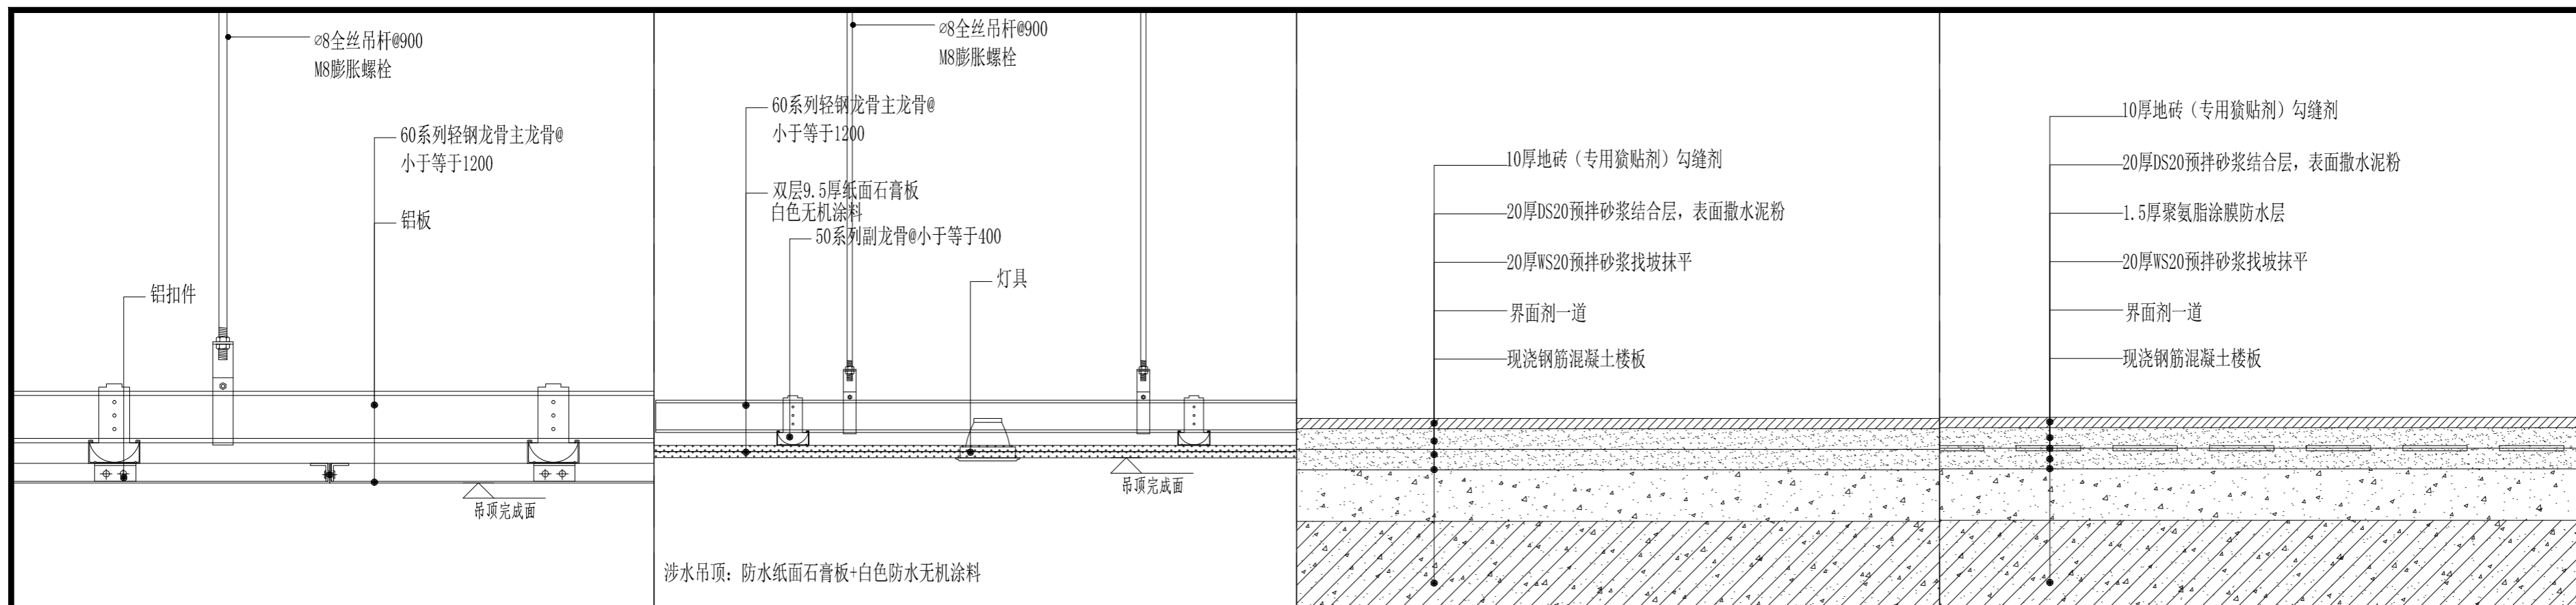 ⌀8全丝吊杆@900
M8膨胀螺栓
60系列轻钢龙骨主龙骨@
小于等于1200
铝板
铝扣件
吊顶完成面
⌀8全丝吊杆@900
M8膨胀螺栓
60系列轻钢龙骨主龙骨@
小于等于1200
双层9.5厚纸面石膏板
白色无机涂料
50系列副龙骨@小于等于400
灯具
吊顶完成面
涉水吊顶：防水纸面石膏板+白色防水无机涂料
10厚地砖（专用獫贴剂）勾缝剂
20厚DS20预拌砂浆结合层，表面撒水泥粉
20厚WS20预拌砂浆找坡抹平
界面剂一道
现浇钢筋混凝土楼板
10厚地砖（专用獫贴剂）勾缝剂
20厚DS20预拌砂浆结合层，表面撒水泥粉
1.5厚聚氨脂涂膜防水层
20厚WS20预拌砂浆找坡抹平
界面剂一道
现浇钢筋混凝土楼板